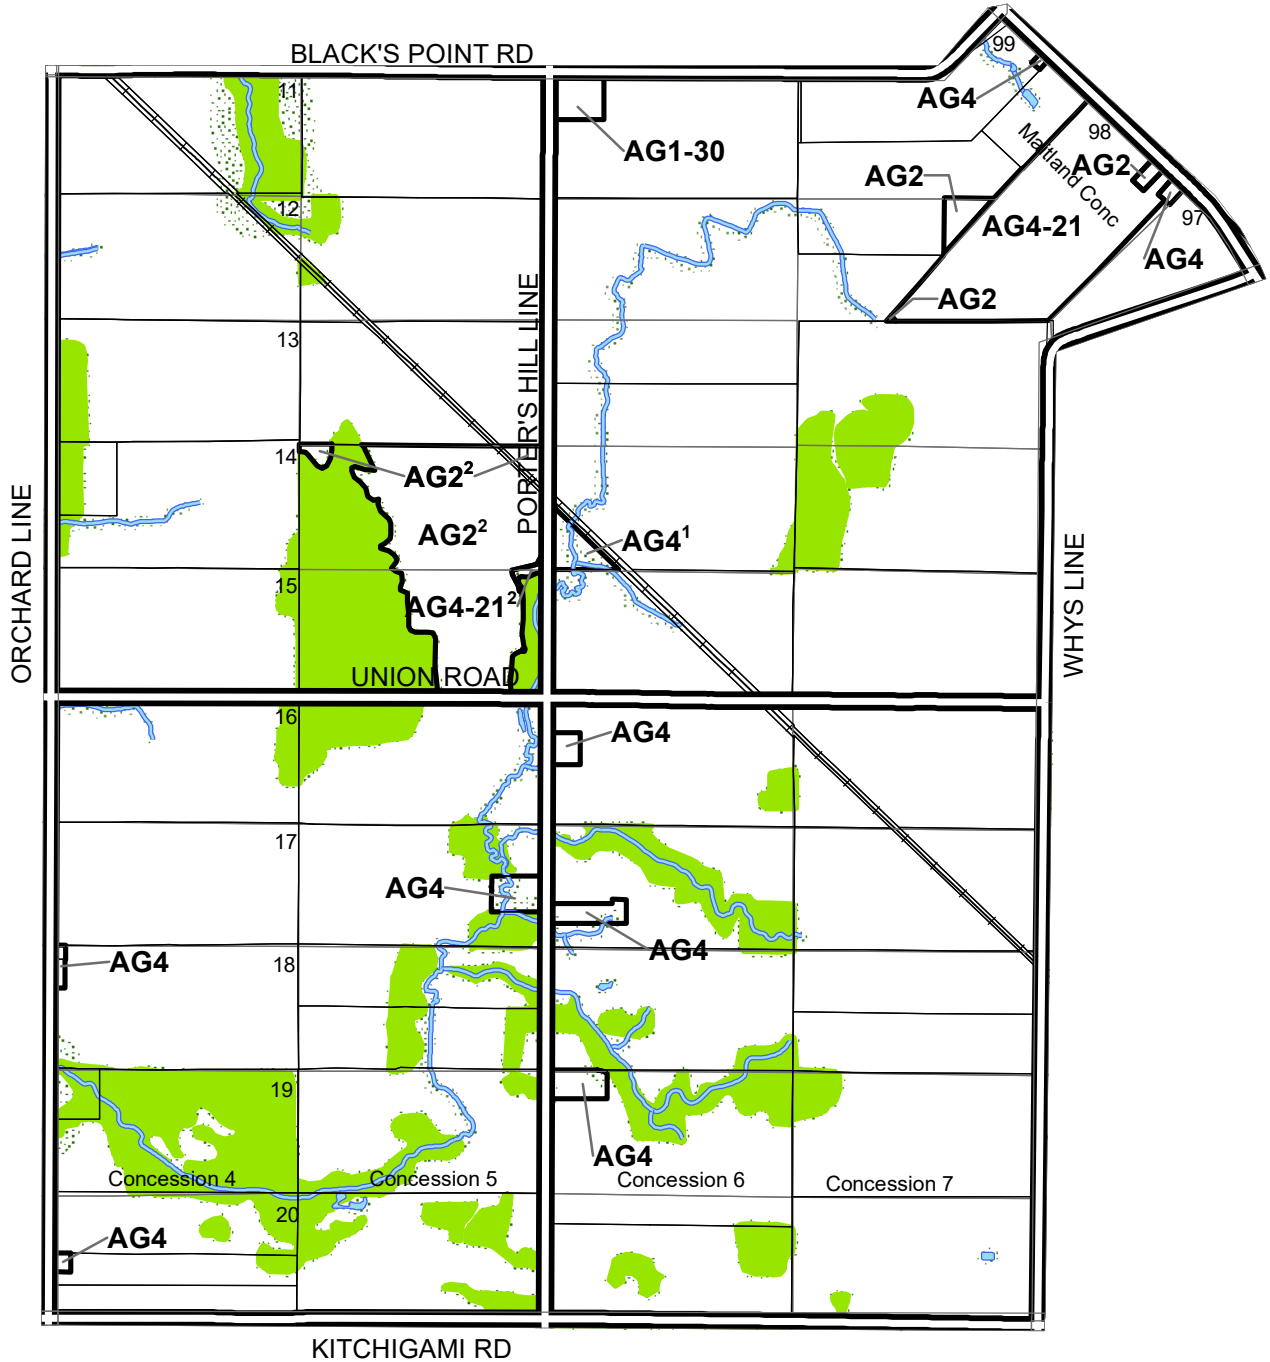 BLACK'S POINT RD
99
11
AG4
98
AG1-30
Maitland Conc
AG2
AG2
12
97
AG4-21
AG4
AG2
13
PORTER'S HILL LINE
14
AG2²
AG2²
AG4¹
ORCHARD LINE
WHYS LINE
15
AG4-21²
UNION ROAD
16
AG4
17
AG4
AG4
AG4
18
19
AG4
Concession 4
Concession 5
Concession 6
Concession 7
20
AG4
KITCHIGAMI RD